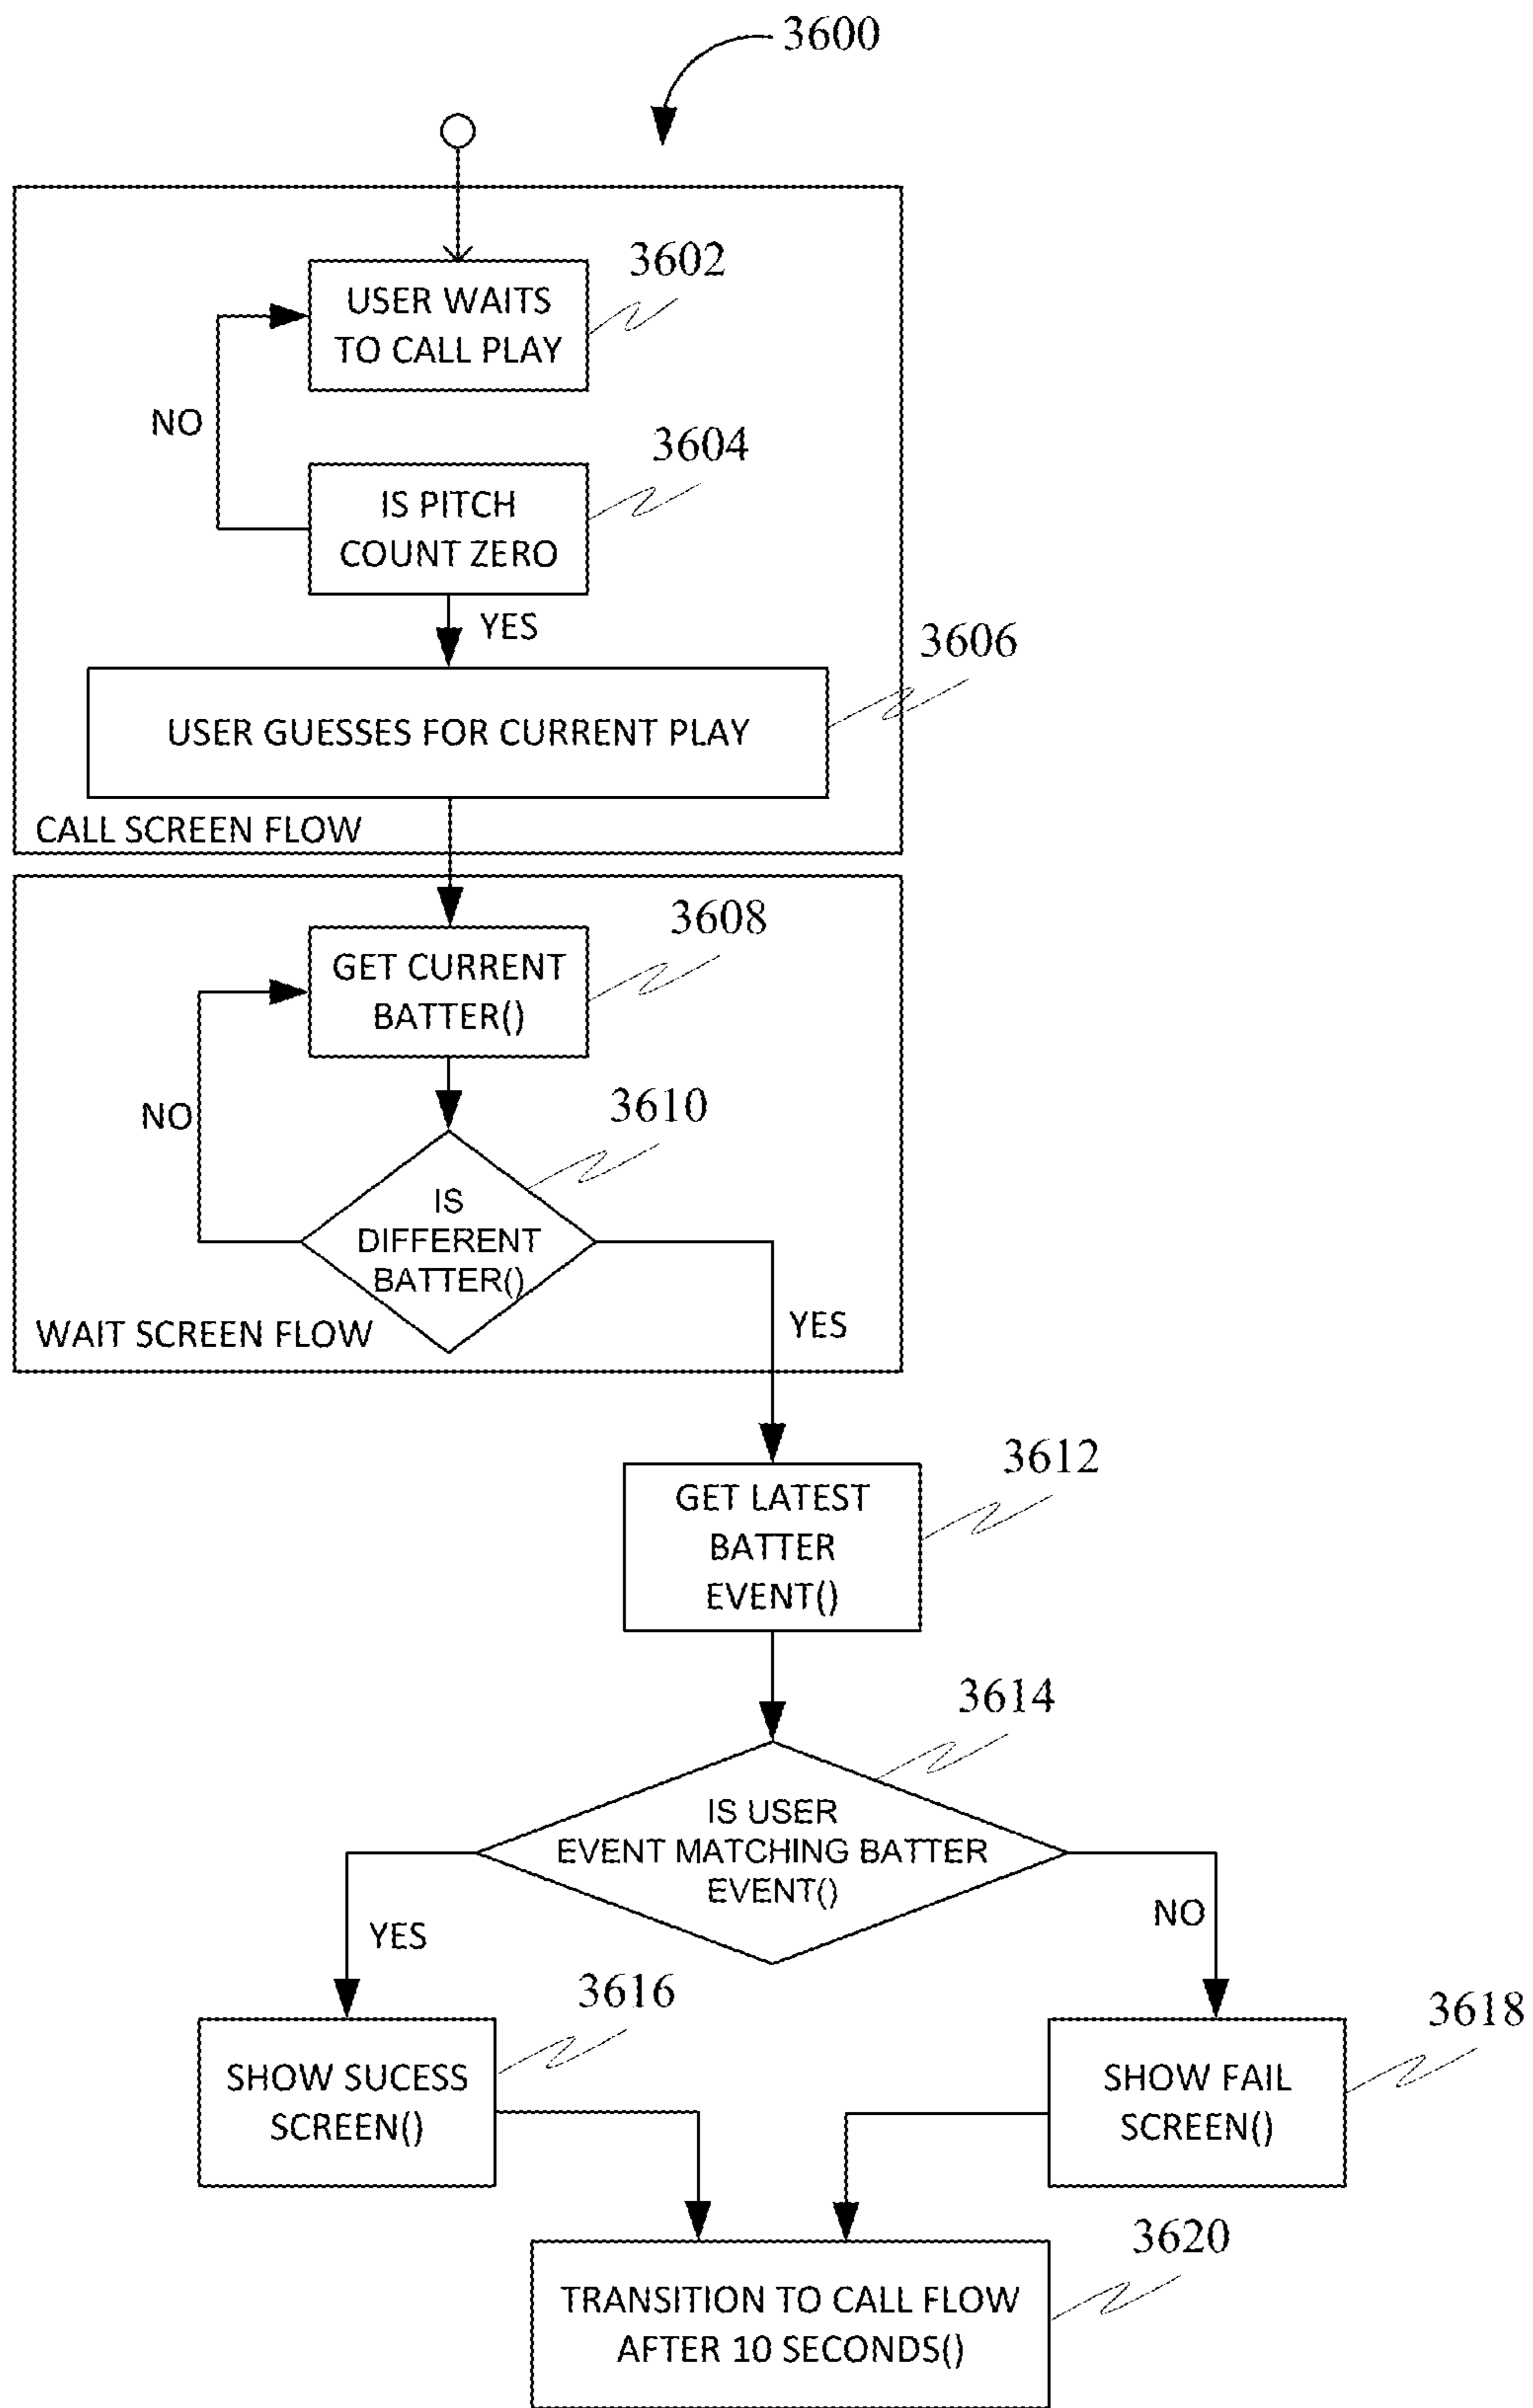 3600
3602
USER WAITS
TO CALL PLAY
NO
3604
IS PITCH
COUNT ZERO
YES
3606
USER GUESSES FOR CURRENT PLAY
CALL SCREEN FLOW
3608
GET CURRENT
BATTER()
NO
3610
IS
DIFFERENT
BATTER()
WAIT SCREEN FLOW
YES
3612
GET LATEST
BATTER
EVENT()
3614
IS USER
EVENT MATCHING BATTER
EVENT()
YES
NO
3616
SHOW SUCESS
SCREEN()
3618
SHOW FAIL
SCREEN()
3620
TRANSITION TO CALL FLOW
AFTER 10 SECONDS()